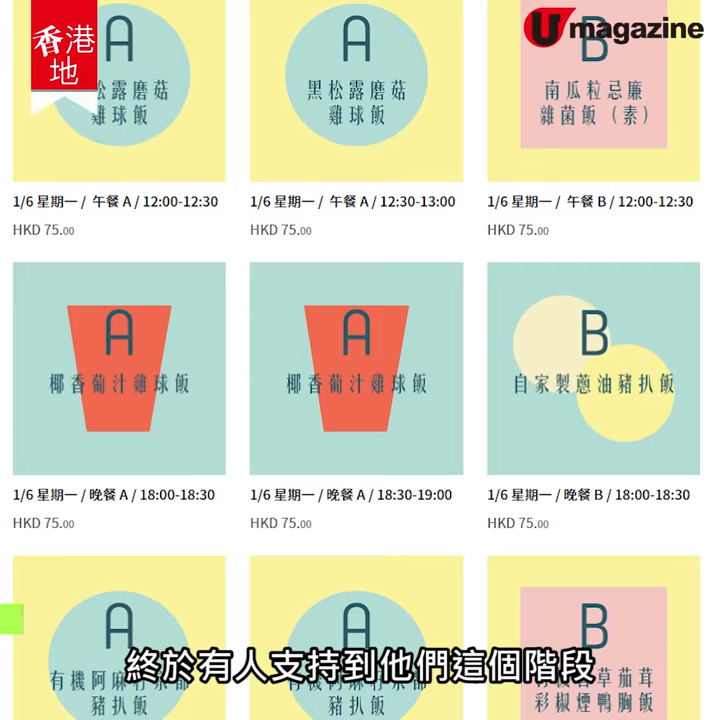 香港
地
U magazine
A
松露磨菇
雞球飯
A
黑松露磨菇
雞球飯
B
南瓜粒忌廉
雜菌飯（素）
1/6 星期一 / 午餐 A / 12:00-12:30
HKD 75.00
1/6 星期一 / 午餐 A / 12:30-13:00
HKD 75.00
1/6 星期一 / 午餐 B / 12:00-12:30
HKD 75.00
A
椰香葡汁雞球飯
A
椰香葡汁雞球飯
B
自家製蔥油豬扒飯
1/6 星期一 / 晚餐 A / 18:00-18:30
HKD 75.00
1/6 星期一 / 晚餐 A / 18:30-19:00
HKD 75.00
1/6 星期一 / 晚餐 B / 18:00-18:30
HKD 75.00
A
有機阿麻籽京都
豬扒飯
A
有機阿麻籽
豬扒飯
B
香草茄茸
彩椒煙鴨胸飯
終於有人支持到他們這個階段